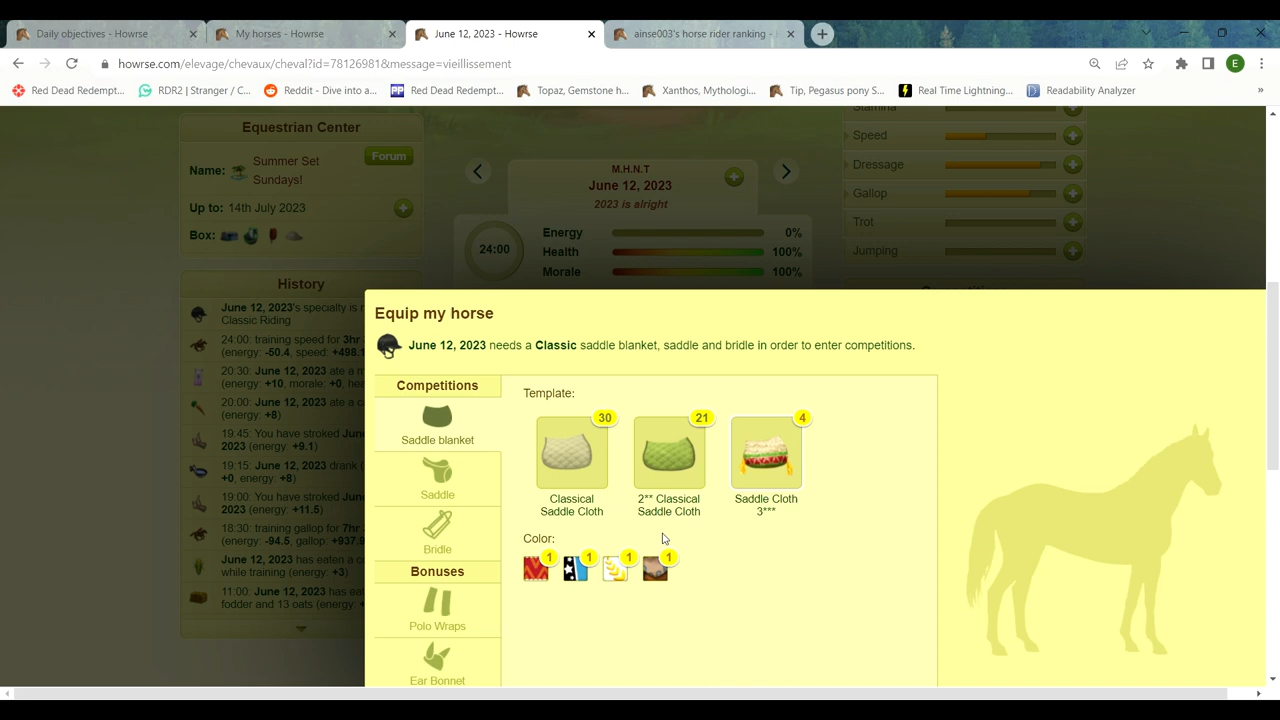 Daily objectives - Howrse
My horses - Howrse
June 12, 2023 - Howrse
ainse003's horse rider ranking -
howrse.com/elevage/chevaux/cheval?id=78126981&message=vieillissement
E
Red Dead Redempt...
RDR2 | Stranger / C...
Reddit - Dive into a...
Red Dead Redempt...
Topaz, Gemstone h...
Xanthos, Mythologi...
Tip, Pegasus pony S...
Real Time Lightning...
Readability Analyzer
»
Equestrian Center
Name: Summer Set Sundays!
Forum
Up to: 14th July 2023
Box:
M.H.N.T
June 12, 2023
2023 is alright
24:00
Energy 0%
Health 100%
Morale 100%
Stamina
Speed
Dressage
Gallop
Trot
Jumping
History
June 12, 2023's specialty is n
Classic Riding
24:00: training speed for 3hr
(energy: -50.4, speed: +498.1
20:30: June 12, 2023 ate a m
(energy: +10, morale: +0, hea
20:00: June 12, 2023 ate a ca
(energy: +8)
19:45: You have stroked June
2023 (energy: +9.1)
19:15: June 12, 2023 drank (
+0, energy: +8)
19:00: You have stroked June
2023 (energy: +11.5)
18:30: training gallop for 7hr
(energy: -94.5, gallop: +937.9
June 12, 2023 has eaten a c
while training (energy: +3)
11:00: June 12, 2023 has eat
fodder and 13 oats (energy: +
Equip my horse
June 12, 2023 needs a Classic saddle blanket, saddle and bridle in order to enter competitions.
Competitions
Saddle blanket
Saddle
Bridle
Bonuses
Polo Wraps
Ear Bonnet
Template:
30
21
4
Classical
Saddle Cloth
2** Classical
Saddle Cloth
Saddle Cloth
3***
Color:
1
1
1
1